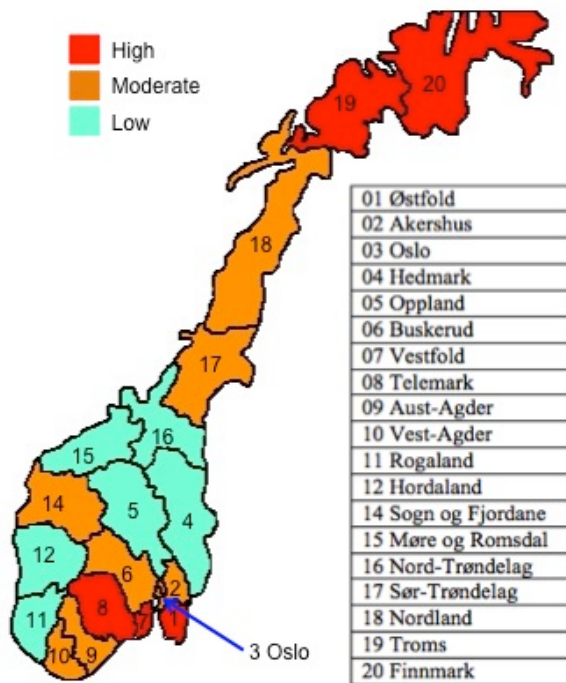 High
Moderate
Low
20
19
18
17
16
15
14
5
4
12
6
2
8
7
1
11
10
9
3 Oslo
01 Østfold
02 Akershus
03 Oslo
04 Hedmark
05 Oppland
06 Buskerud
07 Vestfold
08 Telemark
09 Aust-Agder
10 Vest-Agder
11 Rogaland
12 Hordaland
14 Sogn og Fjordane
15 Møre og Romsdal
16 Nord-Trøndelag
17 Sør-Trøndelag
18 Nordland
19 Troms
20 Finnmark